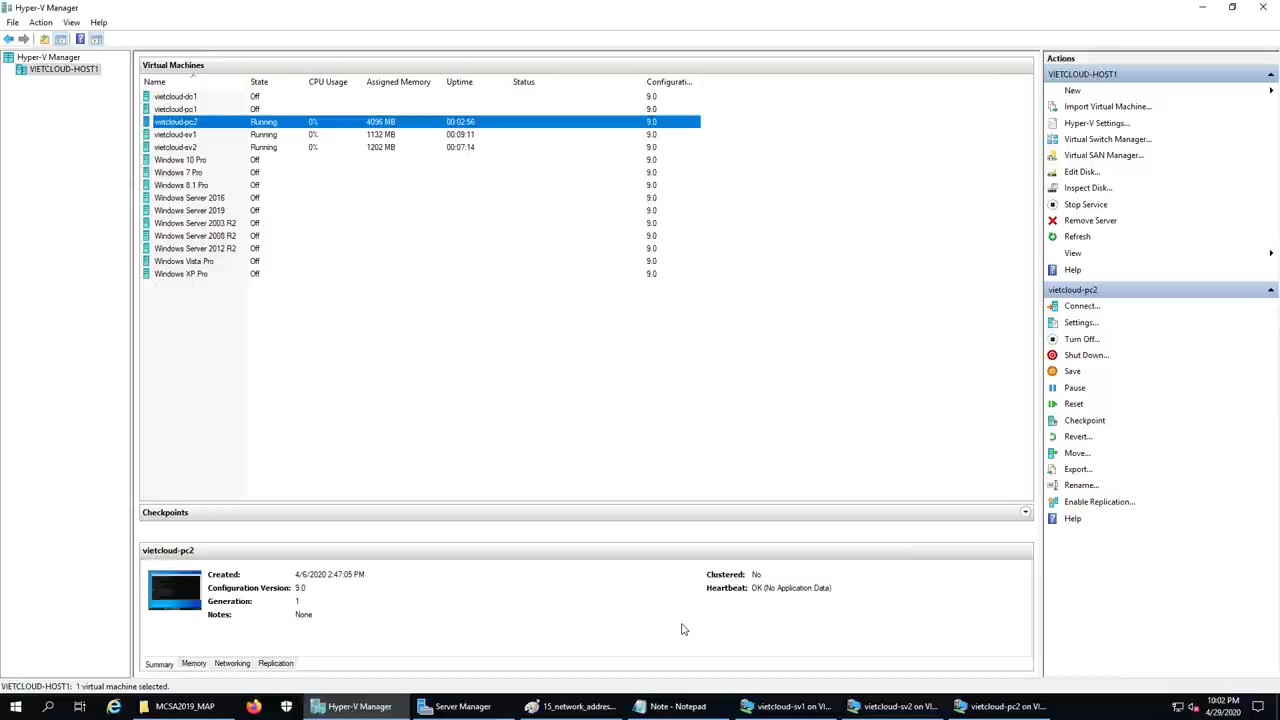 Hyper-V Manager
File Action View Help
Hyper-V Manager
VIETCLOUD-HOST1
Virtual Machines
Name State CPU Usage Assigned Memory Uptime Status Configurati...
vietcloud-dc1 Off 9.0
vietcloud-pc1 Off 9.0
vietcloud-pc2 Running 0% 4096 MB 00:02:56 9.0
vietcloud-sv1 Running 0% 1132 MB 00:09:11 9.0
vietcloud-sv2 Running 0% 1202 MB 00:07:14 9.0
Windows 10 Pro Off 9.0
Windows 7 Pro Off 9.0
Windows 8.1 Pro Off 9.0
Windows Server 2016 Off 9.0
Windows Server 2019 Off 9.0
Windows Server 2003 R2 Off 9.0
Windows Server 2008 R2 Off 9.0
Windows Server 2012 R2 Off 9.0
Windows Vista Pro Off 9.0
Windows XP Pro Off 9.0
Checkpoints
vietcloud-pc2
Created: 4/6/2020 2:47:05 PM Clustered: No
Configuration Version: 9.0 Heartbeat: OK (No Application Data)
Generation: 1
Notes: None
Summary Memory Networking Replication
Actions
VIETCLOUD-HOST1
New
Import Virtual Machine...
Hyper-V Settings...
Virtual Switch Manager...
Virtual SAN Manager...
Edit Disk...
Inspect Disk...
Stop Service
Remove Server
Refresh
View
Help
vietcloud-pc2
Connect...
Settings...
Turn Off...
Shut Down...
Save
Pause
Reset
Checkpoint
Revert...
Move...
Export...
Rename...
Enable Replication...
Help
VIETCLOUD-HOST1: 1 virtual machine selected.
MCSA2019_MAP Hyper-V Manager Server Manager 15_network_addres... Note - Notepad vietcloud-sv1 on VI... vietcloud-sv2 on VI... vietcloud-pc2 on VI...
10:02 PM
4/29/2020